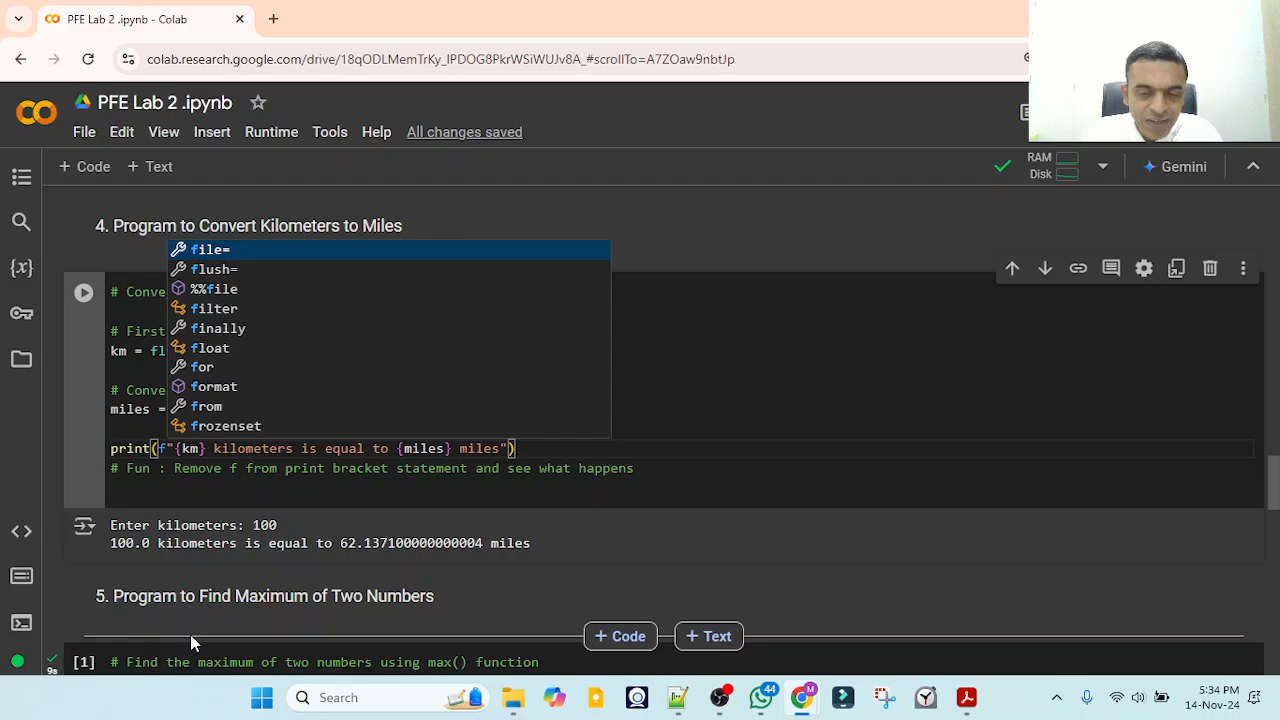 PFE Lab 2 .ipynb - Colab
colab.research.google.com/drive/18qODLMemTrKy_IPDOG8PkrWSiWUJv8A_#scrollTo=A7ZOaw9nbtJp
PFE Lab 2 .ipynb
File Edit View Insert Runtime Tools Help All changes saved
+ Code + Text
RAM
Disk
Gemini
4. Program to Convert Kilometers to Miles
file=
flush=
%%file
filter
finally
float
for
format
from
frozenset
# Conve
# First
km = fl
# Conve
miles =
print(f"{km} kilometers is equal to {miles} miles")
# Fun : Remove f from print bracket statement and see what happens
Enter kilometers: 100
100.0 kilometers is equal to 62.137100000000004 miles
5. Program to Find Maximum of Two Numbers
+ Code + Text
[1] # Find the maximum of two numbers using max() function
9s
Search
44
M
5:34 PM
14-Nov-24